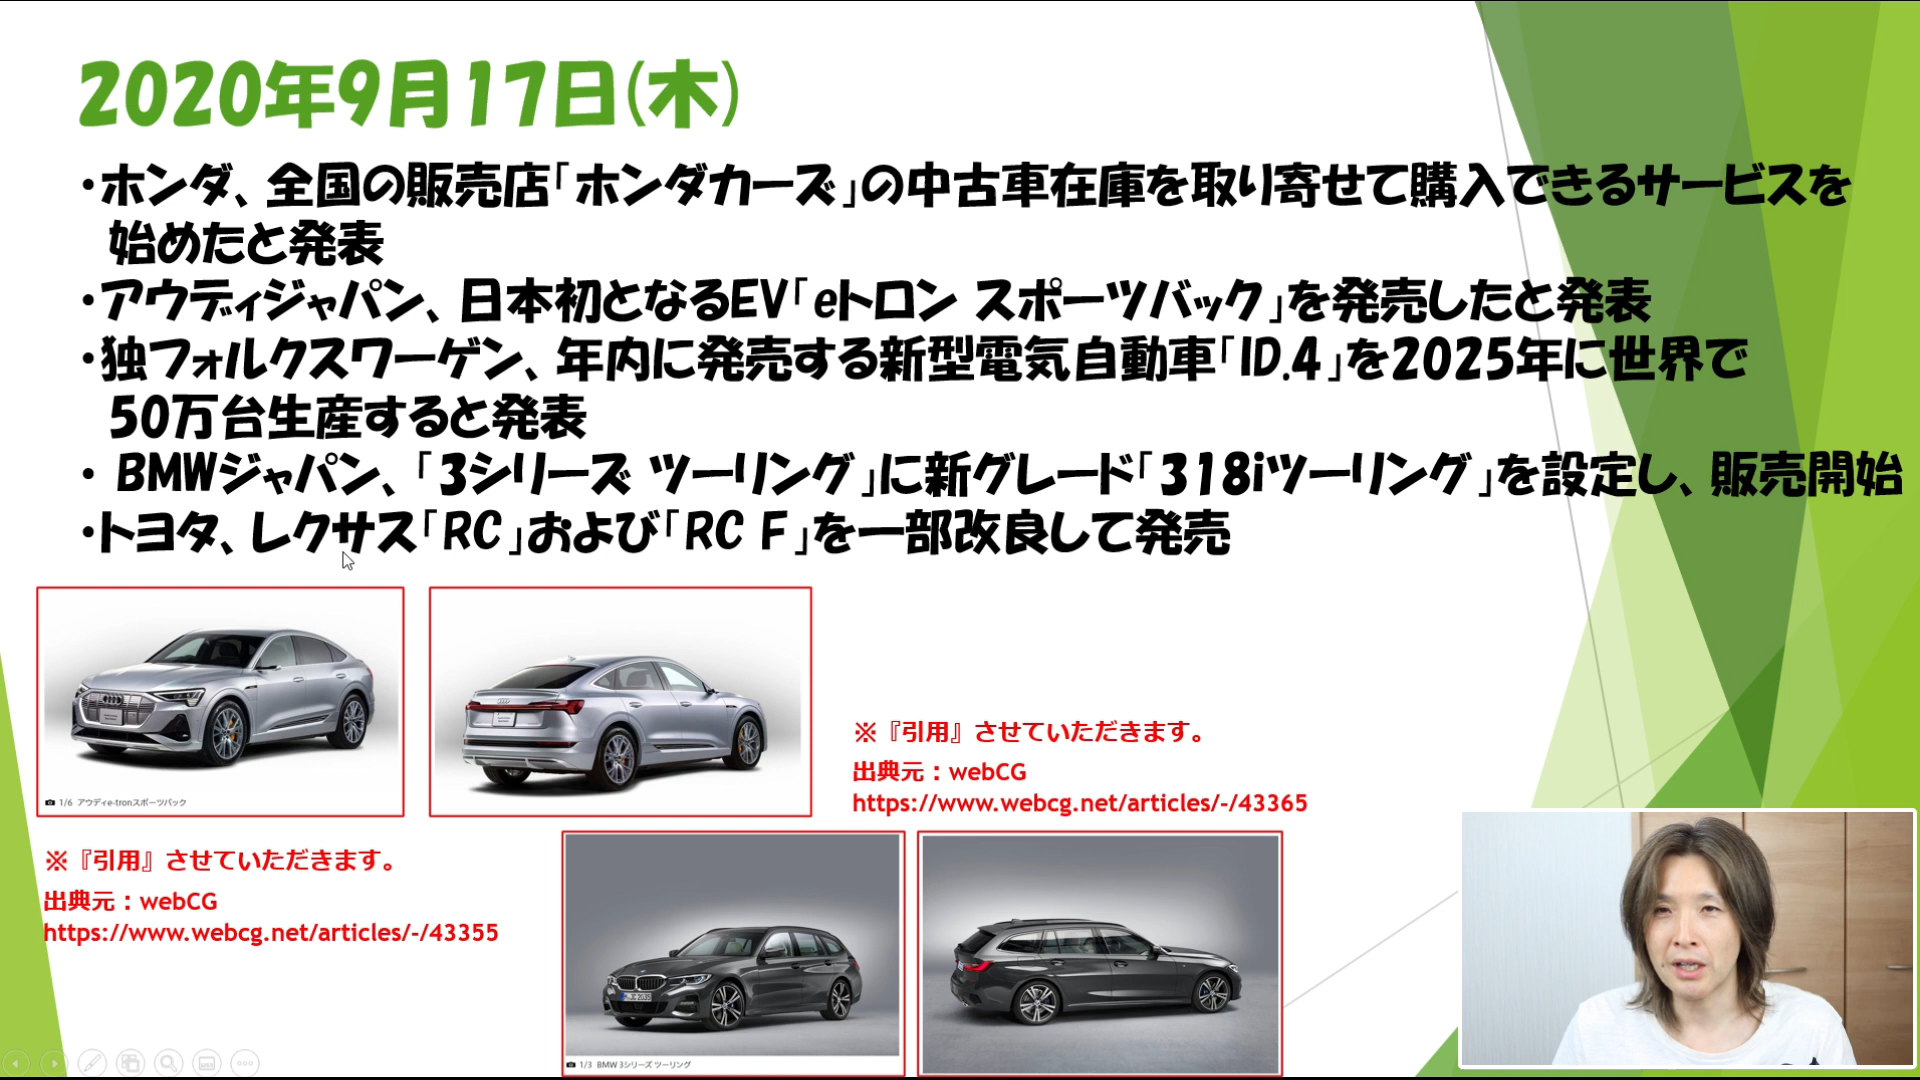 2020年9月17日(木)
・ホンダ、全国の販売店「ホンダカーズ」の中古車在庫を取り寄せて購入できるサービスを
始めたと発表
・アウディジャパン、日本初となるEV「eトロン スポーツバック」を発売したと発表
・独フォルクスワーゲン、年内に発売する新型電気自動車「ID.4」を2025年に世界で
50万台生産すると発表
・BMWジャパン、「3シリーズ ツーリング」に新グレード「318iツーリング」を設定し、販売開始
・トヨタ、レクサス「RC」および「RC F」を一部改良して発売
1/6 アウディe-tronスポーツバック
※『引用』させていただきます。
出典元：webCG
https://www.webcg.net/articles/-/43365
※『引用』させていただきます。
出典元：webCG
https://www.webcg.net/articles/-/43355
1/3 BMW 3シリーズ ツーリング